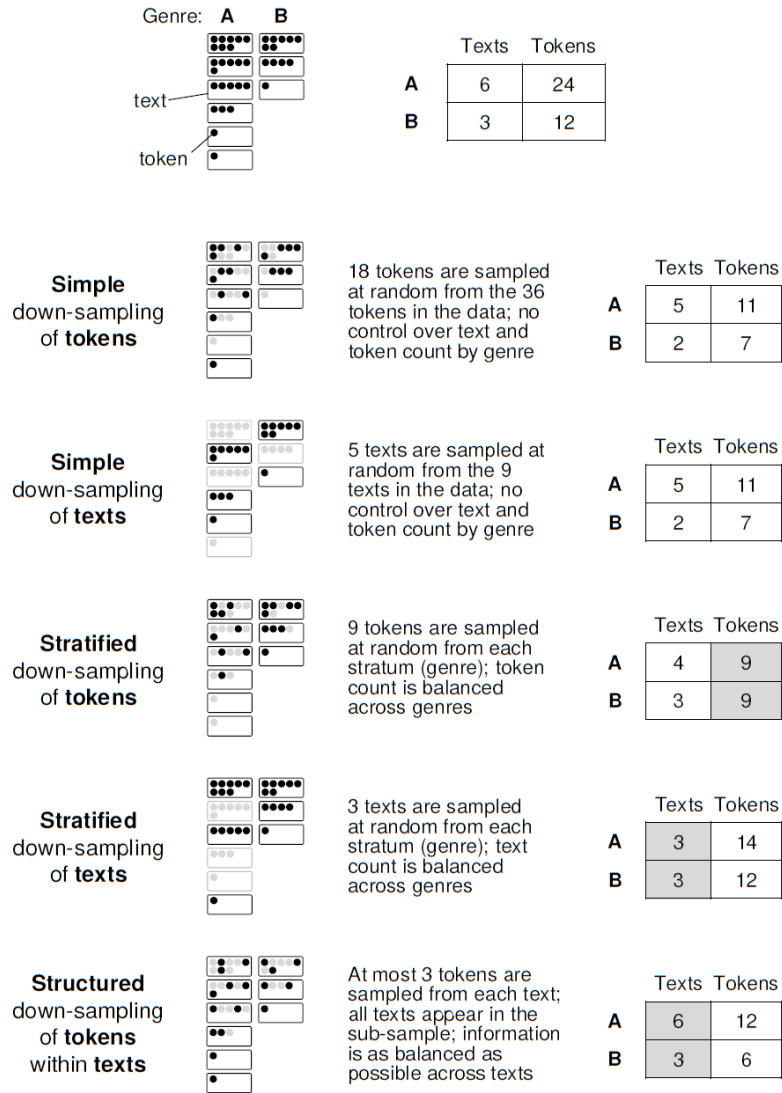 Genre: A B
text
token
Texts Tokens
A 6 24
B 3 12
Simple
down-sampling
of tokens
18 tokens are sampled
at random from the 36
tokens in the data; no
control over text and
token count by genre
Texts Tokens
A 5 11
B 2 7
Simple
down-sampling
of texts
5 texts are sampled at
random from the 9
texts in the data; no
control over text and
token count by genre
Texts Tokens
A 5 11
B 2 7
Stratified
down-sampling
of tokens
9 tokens are sampled
at random from each
stratum (genre); token
count is balanced
across genres
Texts Tokens
A 4 9
B 3 9
Stratified
down-sampling
of texts
3 texts are sampled
at random from each
stratum (genre); text
count is balanced
across genres
Texts Tokens
A 3 14
B 3 12
Structured
down-sampling
of tokens
within texts
At most 3 tokens are
sampled from each text;
all texts appear in the
sub-sample; information
is as balanced as
possible across texts
Texts Tokens
A 6 12
B 3 6